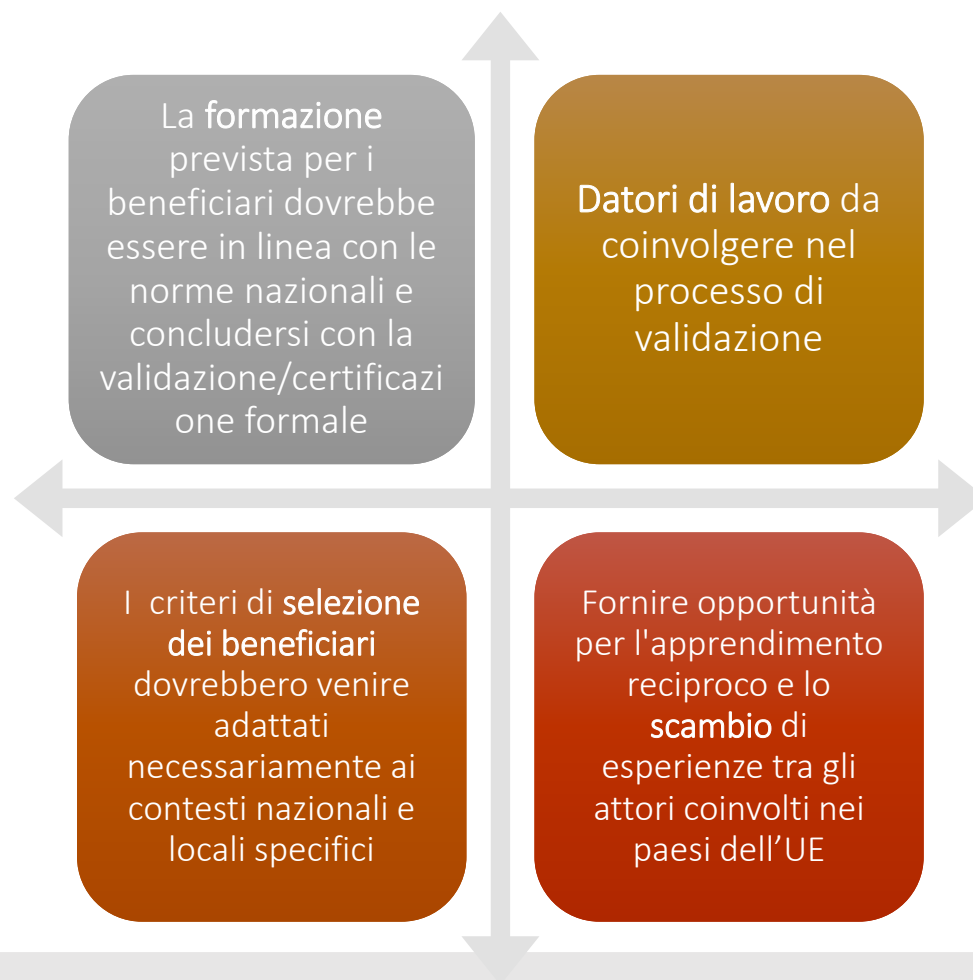 La formazione
prevista per i
beneficiari dovrebbe
essere in linea con le
norme nazionali e
concludersi con la
validazione/certificazi
one formale
Datori di lavoro da
coinvolgere nel
processo di
validazione
I criteri di selezione
dei beneficiari
dovrebbero venire
adattati
necessariamente ai
contesti nazionali e
locali specifici
Fornire opportunità
per l'apprendimento
reciproco e lo
scambio di
esperienze tra gli
attori coinvolti nei
paesi dell’UE